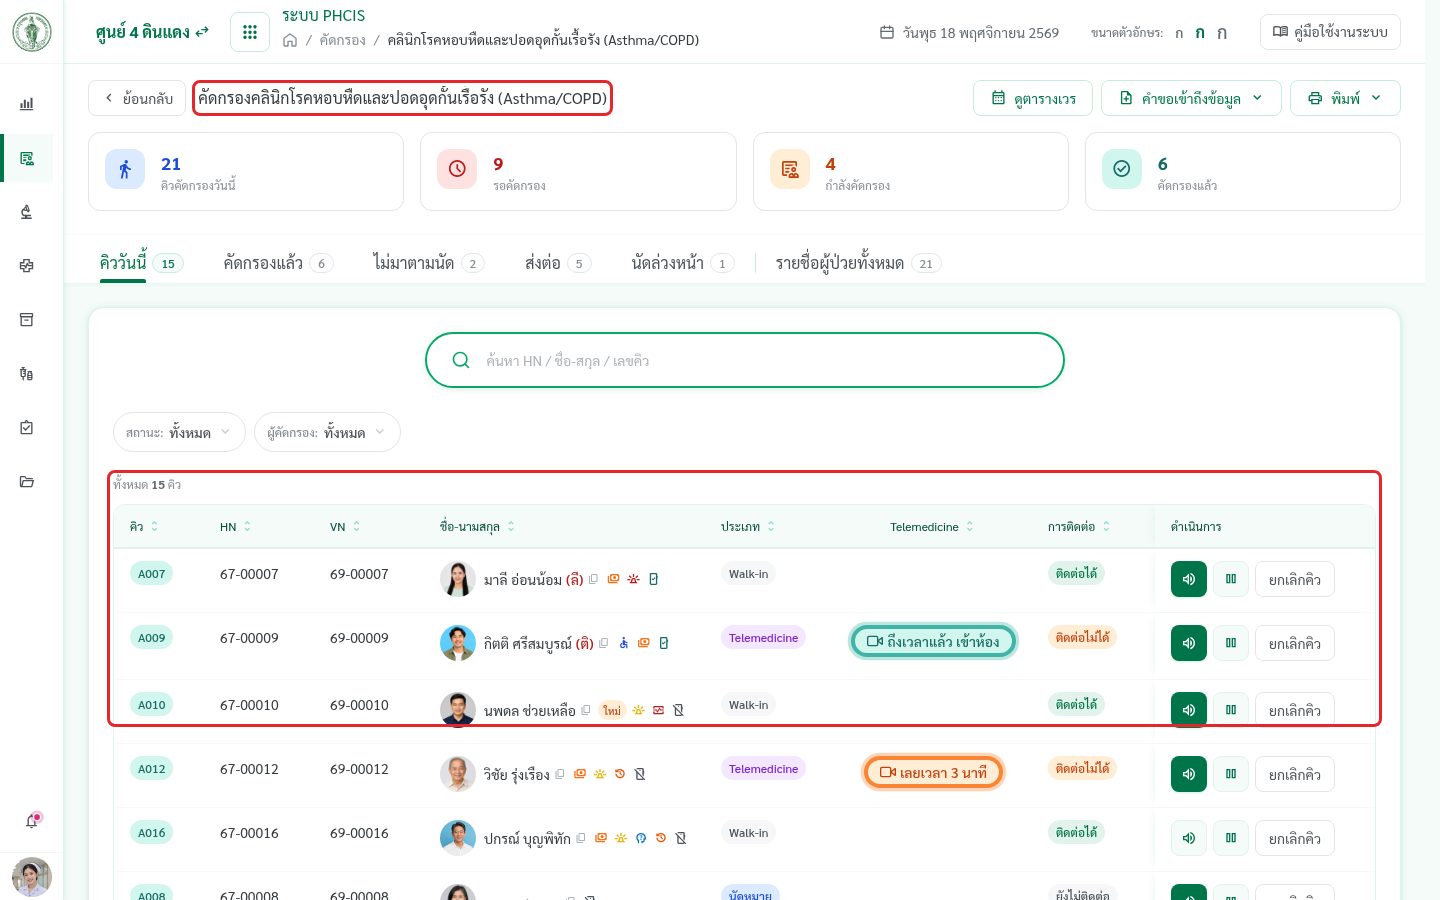 ศูนย์ 4 ดินแดง
ระบบ PHCIS
/ คัดกรอง / คลินิกโรคหอบหืดและปอดอุดกั้นเรื้อรัง (Asthma/COPD)
วันพุธ 18 พฤศจิกายน 2569
ขนาดตัวอักษร: ก ก ก
คู่มือใช้งานระบบ
ย้อนกลับ
คัดกรองคลินิกโรคหอบหืดและปอดอุดกั้นเรื้อรัง (Asthma/COPD)
ดูตารางเวร
คำขอเข้าถึงข้อมูล
พิมพ์
21
คิวคัดกรองวันนี้
9
รอคัดกรอง
4
กำลังคัดกรอง
6
คัดกรองแล้ว
คิววันนี้ 15
คัดกรองแล้ว 6
ไม่มาตามนัด 2
ส่งต่อ 5
นัดล่วงหน้า 1
รายชื่อผู้ป่วยทั้งหมด 21
ค้นหา HN / ชื่อ-สกุล / เลขคิว
สถานะ: ทั้งหมด
ผู้คัดกรอง: ทั้งหมด
ทั้งหมด 15 คิว
คิว HN VN ชื่อ-นามสกุล ประเภท Telemedicine การติดต่อ ดำเนินการ
A007 67-00007 69-00007 มาลี อ่อนน้อม (ลี) Walk-in ติดต่อได้ ยกเลิกคิว
A009 67-00009 69-00009 กิตติ ศรีสมบูรณ์ (ติ) Telemedicine ถึงเวลาแล้ว เข้าห้อง ติดต่อไม่ได้ ยกเลิกคิว
A010 67-00010 69-00010 นพดล ช่วยเหลือ ใหม่ Walk-in ติดต่อได้ ยกเลิกคิว
A012 67-00012 69-00012 วิชัย รุ่งเรือง Telemedicine เลยเวลา 3 นาที ติดต่อไม่ได้ ยกเลิกคิว
A016 67-00016 69-00016 ปกรณ์ บุญพิทัก Walk-in ติดต่อได้ ยกเลิกคิว
A008 67-00008 69-00008 นัดหมาย ยังไม่ติดต่อ